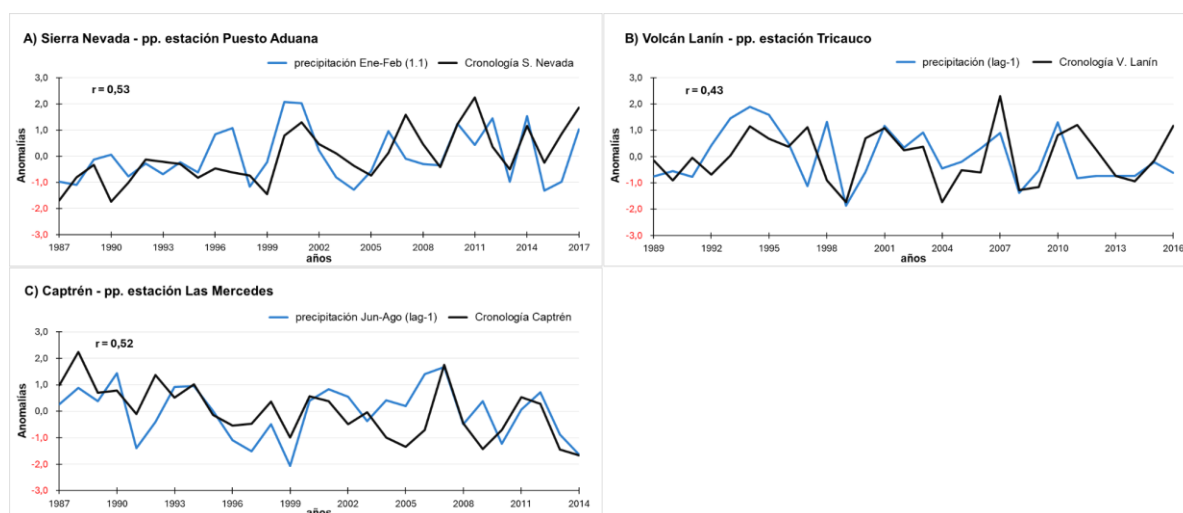 A) Sierra Nevada - pp. estación Puesto Aduana
precipitación Ene-Feb (1.1) Cronología S. Nevada
r = 0,53
Anomalías
3,0
2,0
1,0
0,0
-1,0
-2,0
-3,0
1987 1990 1993 1996 1999 2002 2005 2008 2011 2014 2017
años
B) Volcán Lanín - pp. estación Tricauco
precipitación (lag-1) Cronología V. Lanín
r = 0,43
Anomalías
3,0
2,0
1,0
0,0
-1,0
-2,0
-3,0
1989 1992 1995 1998 2001 2004 2007 2010 2013 2016
años
C) Captrén - pp. estación Las Mercedes
precipitación Jun-Ago (lag-1) Cronología Captrén
r = 0,52
Anomalías
3,0
2,0
1,0
0,0
-1,0
-2,0
-3,0
1987 1990 1993 1996 1999 2002 2005 2008 2011 2014
años